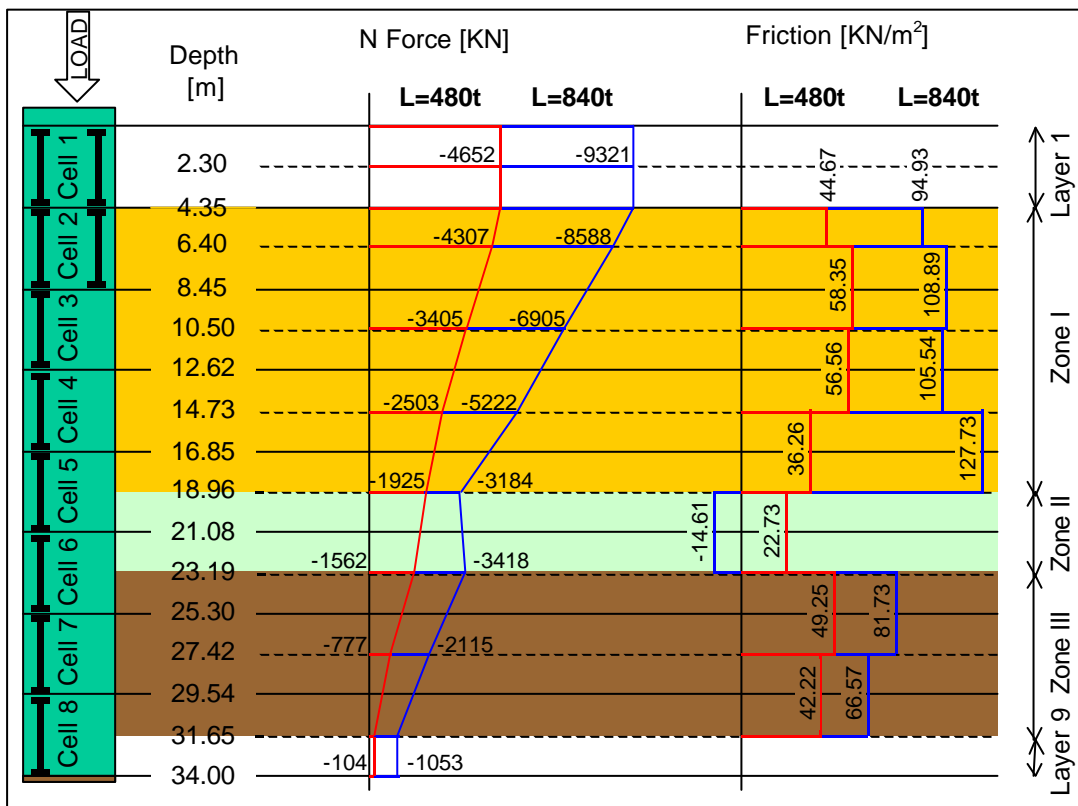 LOAD
Depth
[m]
N Force [KN]
Friction [KN/m²]
L=480t
L=840t
L=480t
L=840t
Cell 1
Cell 2
Cell 3
Cell 4
Cell 5
Cell 6
Cell 7
Cell 8
2.30
4.35
6.40
8.45
10.50
12.62
14.73
16.85
18.96
21.08
23.19
25.30
27.42
29.54
31.65
34.00
-4652
-9321
-4307
-8588
-3405
-6905
-2503
-5222
-1925
-3184
-1562
-3418
-777
-2115
-104
-1053
44.67
94.93
58.35
108.89
56.56
105.54
36.26
127.73
-14.61
22.73
49.25
81.73
42.22
66.57
Layer 1
Zone I
Zone II
Zone III
Layer 9